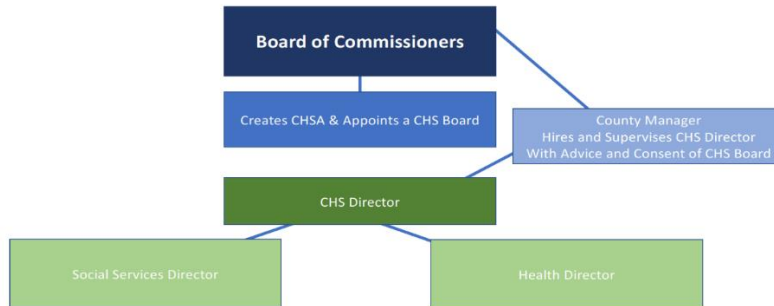 Board of Commissioners
Creates CHSA & Appoints a CHS Board
County Manager
Hires and Supervises CHS Director
With Advice and Consent of CHS Board
CHS Director
Social Services Director
Health Director